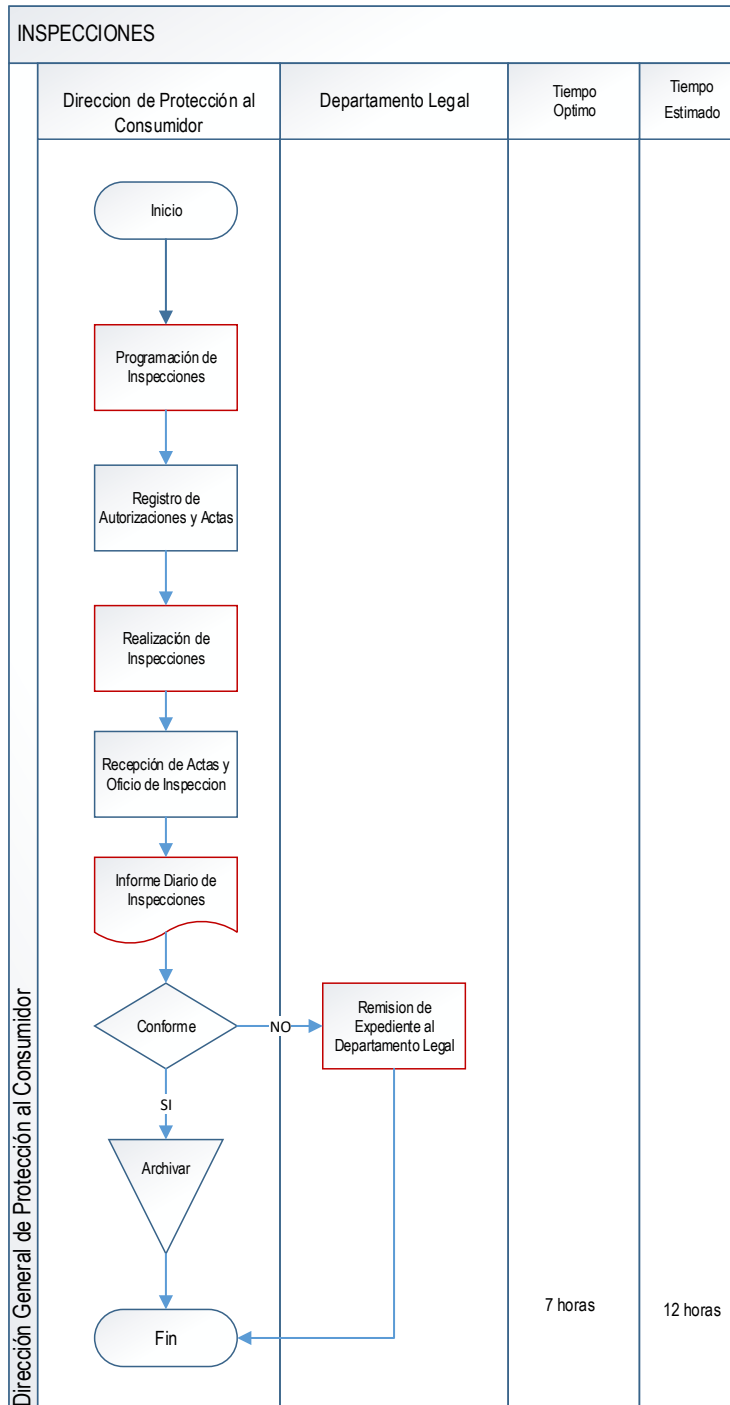 INSPECCIONES
Direccion de Protección al
Consumidor
Departamento Legal
Tiempo
Optimo
Tiempo
Estimado
Dirección General de Protección al Consumidor
Inicio
Programación de
Inspecciones
Registro de
Autorizaciones y Actas
Realización de
Inspecciones
Recepción de Actas y
Oficio de Inspeccion
Informe Diario de
Inspecciones
Conforme
NO
Remision de
Expediente al
Departamento Legal
SI
Archivar
Fin
7 horas
12 horas